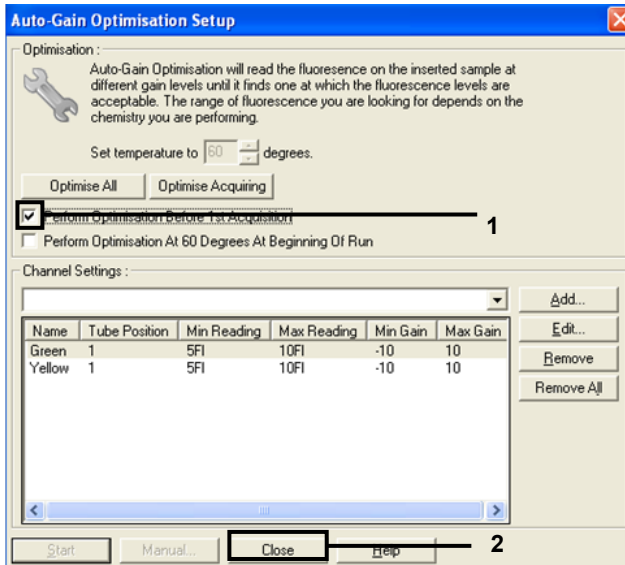 Auto-Gain Optimisation Setup
Optimisation :
Auto-Gain Optimisation will read the fluoresence on the inserted sample at
different gain levels until it finds one at which the fluorescence levels are
acceptable. The range of fluorescence you are looking for depends on the
chemistry you are performing.
Set temperature to 60 degrees.
Optimise All Optimise Acquiring
Perform Optimisation Before 1st Acquisition
1
Perform Optimisation At 60 Degrees At Beginning Of Run
Channel Settings :
Add...
Name Tube Position Min Reading Max Reading Min Gain Max Gain
Edit...
Green 1 5Fl 10Fl -10 10
Yellow 1 5Fl 10Fl -10 10
Remove
Remove All
Start Manual... Close Help
2